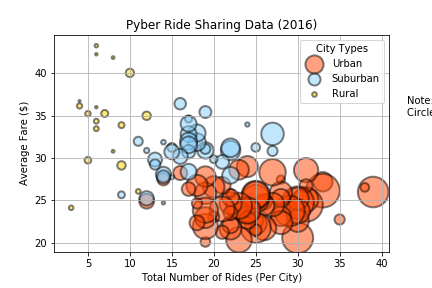 Pyber Ride Sharing Data (2016)
City Types
Urban
Suburban
Rural
Note:
Circle
Average Fare ($)
40
35
30
25
20
5 10 15 20 25 30 35 40
Total Number of Rides (Per City)